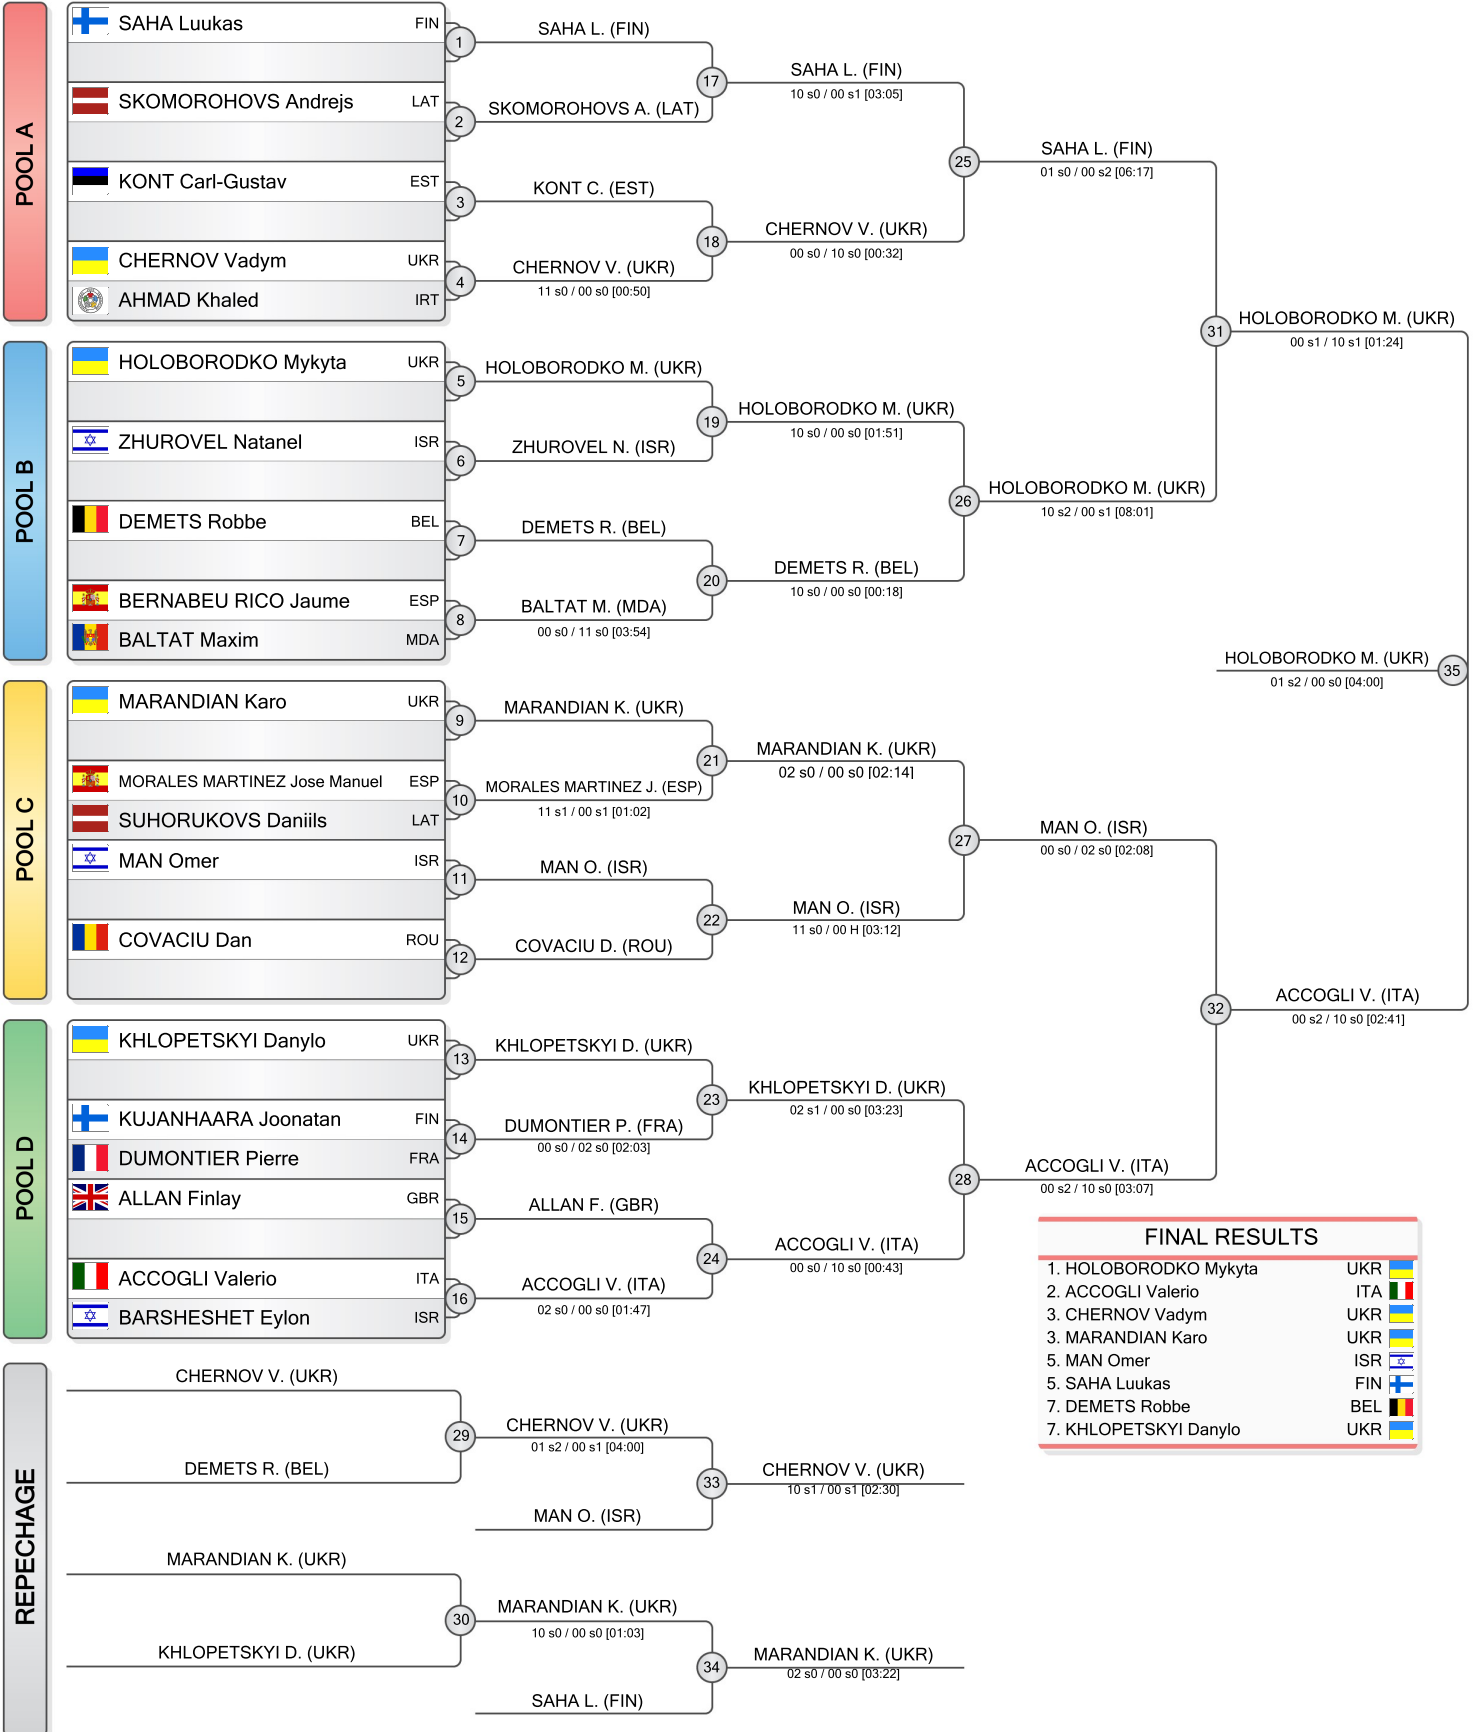 POOL A
SAHA Luukas FIN
SKOMOROHOVS Andrejs LAT
KONT Carl-Gustav EST
CHERNOV Vadym UKR
AHMAD Khaled IRT
1
2
3
4
SAHA L. (FIN)
SKOMOROHOVS A. (LAT)
KONT C. (EST)
CHERNOV V. (UKR)
11 s0 / 00 s0 [00:50]
17
18
SAHA L. (FIN)
10 s0 / 00 s1 [03:05]
CHERNOV V. (UKR)
00 s0 / 10 s0 [00:32]
25
SAHA L. (FIN)
01 s0 / 00 s2 [06:17]
POOL B
HOLOBORODKO Mykyta UKR
ZHUROVEL Natanel ISR
DEMETS Robbe BEL
BERNABEU RICO Jaume ESP
BALTAT Maxim MDA
5
6
7
8
HOLOBORODKO M. (UKR)
ZHUROVEL N. (ISR)
DEMETS R. (BEL)
BALTAT M. (MDA)
00 s0 / 11 s0 [03:54]
19
20
HOLOBORODKO M. (UKR)
10 s0 / 00 s0 [01:51]
DEMETS R. (BEL)
10 s0 / 00 s0 [00:18]
26
HOLOBORODKO M. (UKR)
10 s2 / 00 s1 [08:01]
31
HOLOBORODKO M. (UKR)
00 s1 / 10 s1 [01:24]
HOLOBORODKO M. (UKR)
01 s2 / 00 s0 [04:00]
35
POOL C
MARANDIAN Karo UKR
MORALES MARTINEZ Jose Manuel ESP
SUHORUKOVS Daniils LAT
MAN Omer ISR
COVACIU Dan ROU
9
10
11
12
MARANDIAN K. (UKR)
MORALES MARTINEZ J. (ESP)
11 s1 / 00 s1 [01:02]
MAN O. (ISR)
COVACIU D. (ROU)
21
22
MARANDIAN K. (UKR)
02 s0 / 00 s0 [02:14]
MAN O. (ISR)
11 s0 / 00 H [03:12]
27
MAN O. (ISR)
00 s0 / 02 s0 [02:08]
POOL D
KHLOPETSKYI Danylo UKR
KUJANHAARA Joonatan FIN
DUMONTIER Pierre FRA
ALLAN Finlay GBR
ACCOGLI Valerio ITA
BARSHESHET Eylon ISR
13
14
15
16
KHLOPETSKYI D. (UKR)
DUMONTIER P. (FRA)
00 s0 / 02 s0 [02:03]
ALLAN F. (GBR)
ACCOGLI V. (ITA)
02 s0 / 00 s0 [01:47]
23
24
KHLOPETSKYI D. (UKR)
02 s1 / 00 s0 [03:23]
ACCOGLI V. (ITA)
00 s0 / 10 s0 [00:43]
28
ACCOGLI V. (ITA)
00 s2 / 10 s0 [03:07]
32
ACCOGLI V. (ITA)
00 s2 / 10 s0 [02:41]
FINAL RESULTS
1. HOLOBORODKO Mykyta UKR
2. ACCOGLI Valerio ITA
3. CHERNOV Vadym UKR
3. MARANDIAN Karo UKR
5. MAN Omer ISR
5. SAHA Luukas FIN
7. DEMETS Robbe BEL
7. KHLOPETSKYI Danylo UKR
REPECHAGE
CHERNOV V. (UKR)
DEMETS R. (BEL)
29
CHERNOV V. (UKR)
01 s2 / 00 s1 [04:00]
MAN O. (ISR)
33
CHERNOV V. (UKR)
10 s1 / 00 s1 [02:30]
MARANDIAN K. (UKR)
KHLOPETSKYI D. (UKR)
30
MARANDIAN K. (UKR)
10 s0 / 00 s0 [01:03]
SAHA L. (FIN)
34
MARANDIAN K. (UKR)
02 s0 / 00 s0 [03:22]